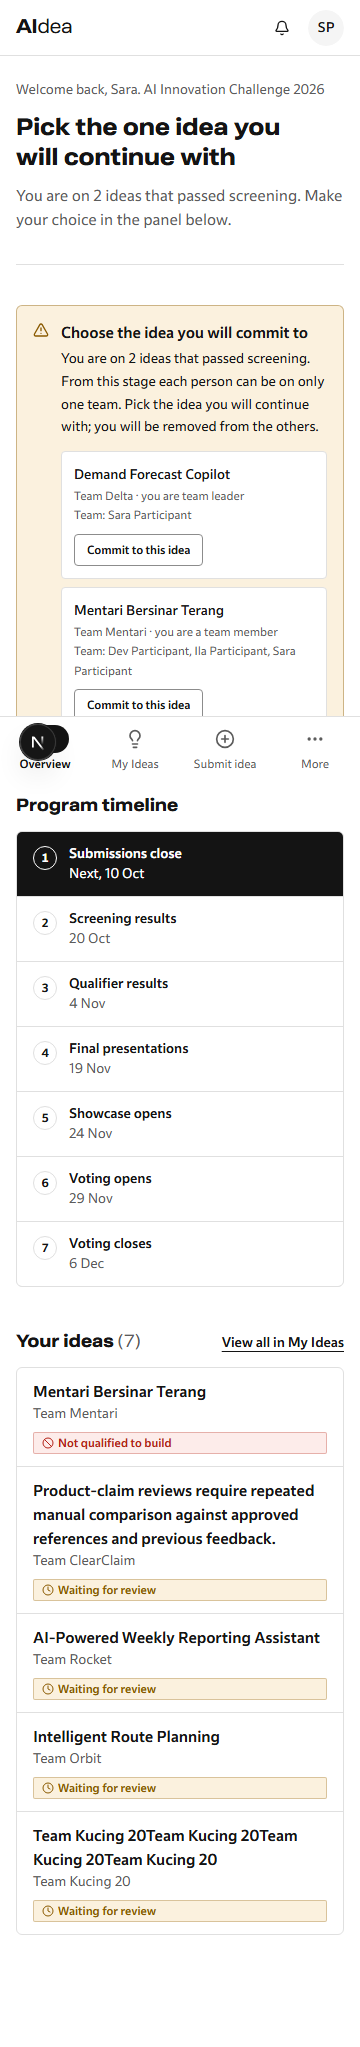 AIdea
SP
Welcome back, Sara. AI Innovation Challenge 2026
Pick the one idea you
will continue with
You are on 2 ideas that passed screening. Make
your choice in the panel below.
Choose the idea you will commit to
You are on 2 ideas that passed screening.
From this stage each person can be on only
one team. Pick the idea you will continue
with; you will be removed from the others.
Demand Forecast Copilot
Team Delta · you are team leader
Team: Sara Participant
Commit to this idea
Mentari Bersinar Terang
Team Mentari · you are a team member
Team: Dev Participant, Ila Participant, Sara
Participant
Commit to this idea
N
Overview
My Ideas
Submit idea
More
Program timeline
1
Submissions close
Next, 10 Oct
2
Screening results
20 Oct
3
Qualifier results
4 Nov
4
Final presentations
19 Nov
5
Showcase opens
24 Nov
6
Voting opens
29 Nov
7
Voting closes
6 Dec
Your ideas (7)
View all in My Ideas
Mentari Bersinar Terang
Team Mentari
Not qualified to build
Product-claim reviews require repeated
manual comparison against approved
references and previous feedback.
Team ClearClaim
Waiting for review
AI-Powered Weekly Reporting Assistant
Team Rocket
Waiting for review
Intelligent Route Planning
Team Orbit
Waiting for review
Team Kucing 20Team Kucing 20Team
Kucing 20Team Kucing 20
Team Kucing 20
Waiting for review